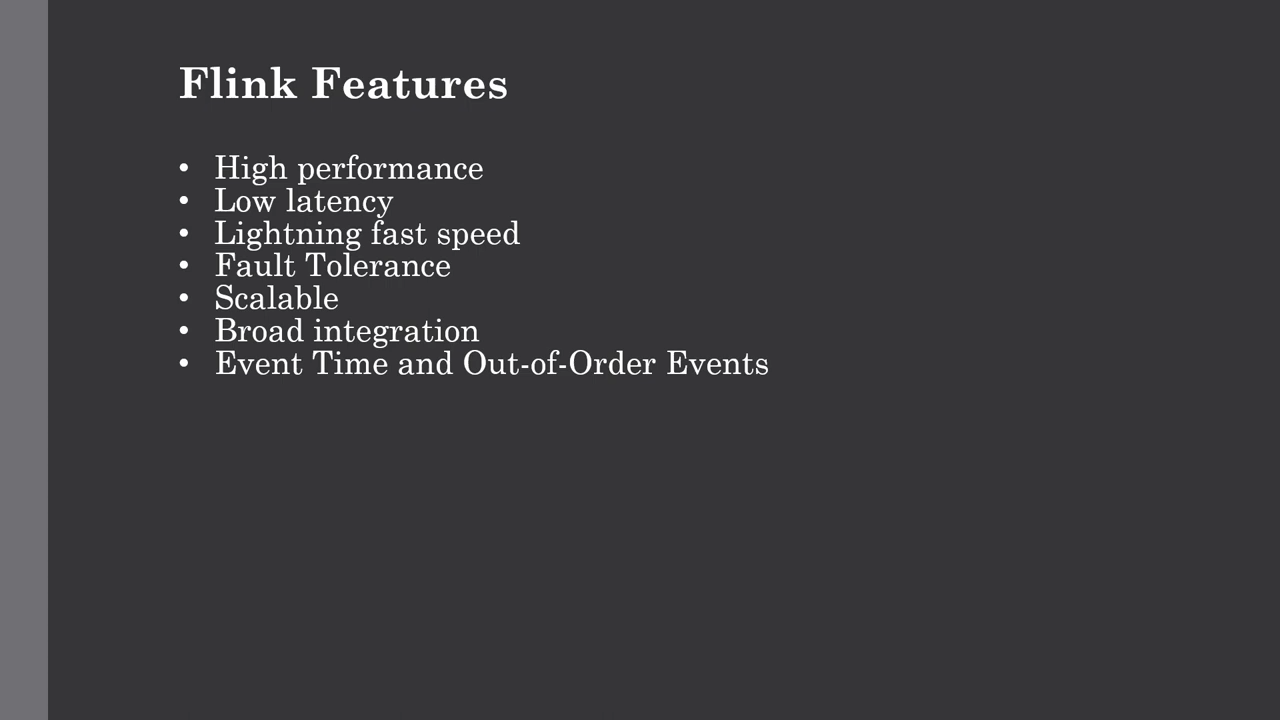 Flink Features
• High performance
• Low latency
• Lightning fast speed
• Fault Tolerance
• Scalable
• Broad integration
• Event Time and Out-of-Order Events